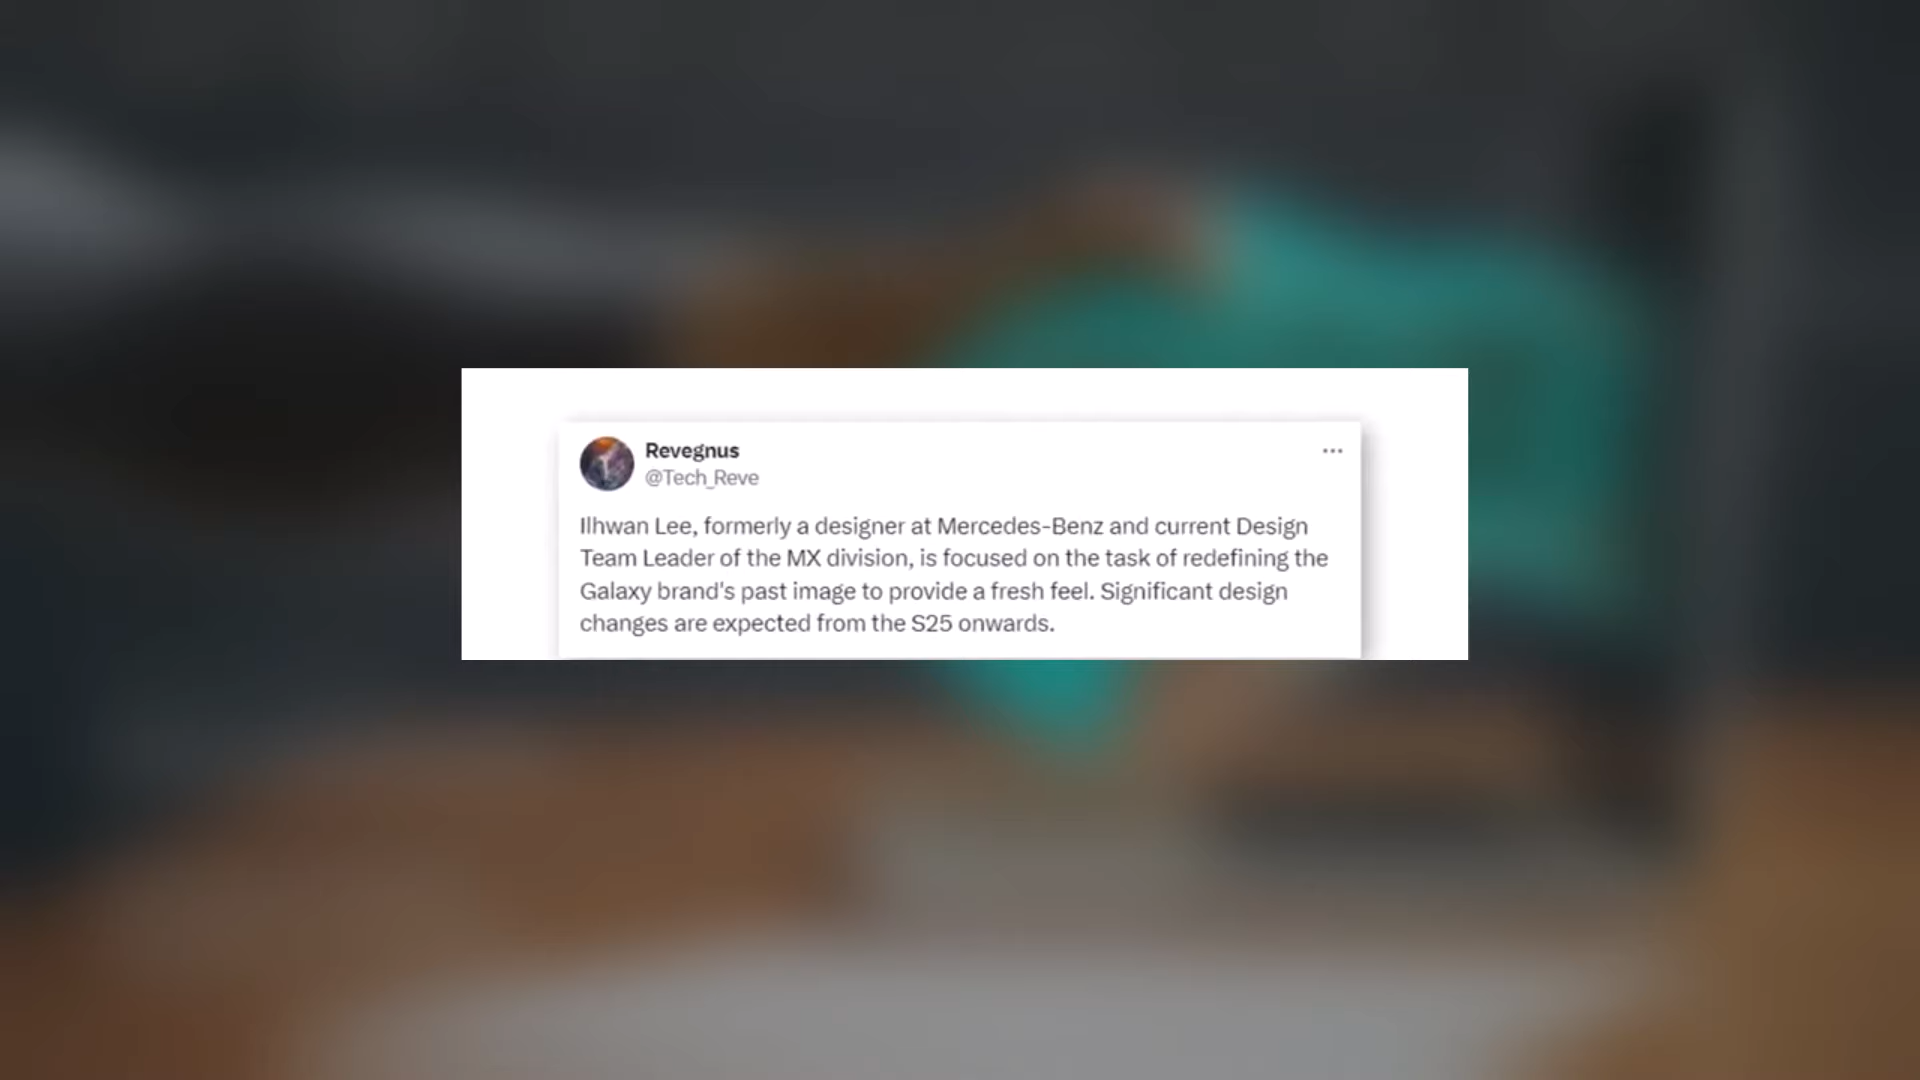 Revegnus
@Tech_Reve
Ilhwan Lee, formerly a designer at Mercedes-Benz and current Design
Team Leader of the MX division, is focused on the task of redefining the
Galaxy brand's past image to provide a fresh feel. Significant design
changes are expected from the S25 onwards.